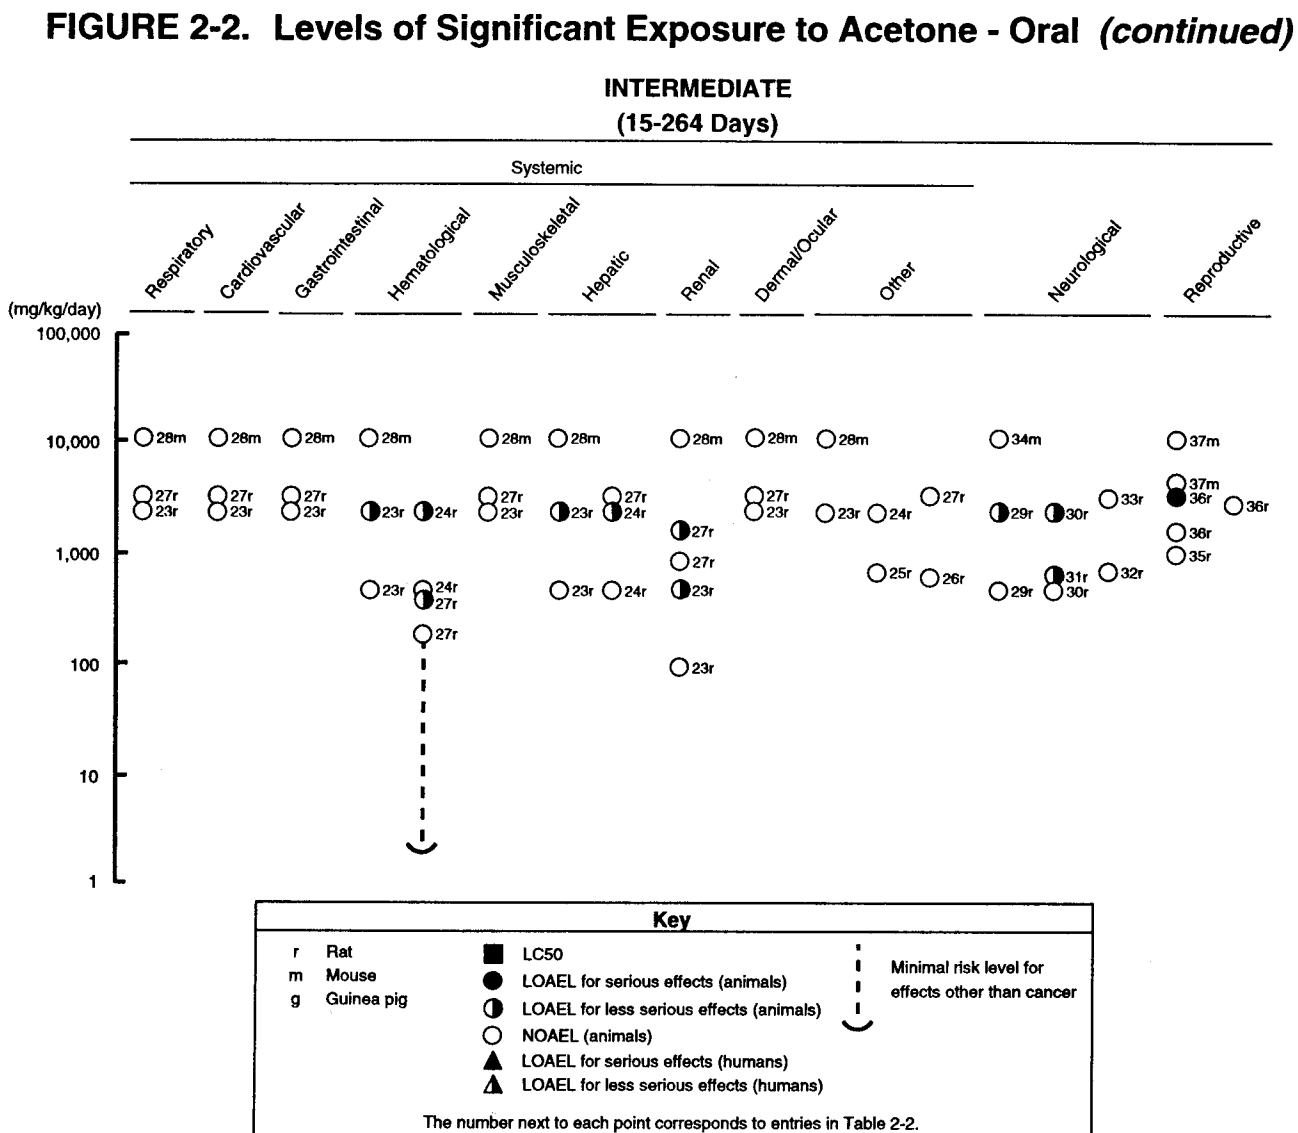 FIGURE 2-2. Levels of Significant Exposure to Acetone - Oral (continued)
INTERMEDIATE
(15-264 Days)
Systemic
Respiratory Cardiovascular Gastrointestinal Hematological Musculoskeletal Hepatic Renal Dermal/Ocular Other Neurological Reproductive
(mg/kg/day)
100,000
10,000 28m 28m 28m 28m 28m 28m 28m 28m 28m 34m 37m
37m
27r 27r 27r 27r 27r 27r 27r 33r 36r
23r 23r 23r 23r 24r 23r 23r 24r 23r 23r 24r 29r 30r 36r
27r 36r
1,000 27r 35r
25r 26r 31r 32r
23r 24r 23r 24r 23r 29r 30r
27r
27r
100 23r
10
1
Key
r Rat LC50
m Mouse LOAEL for serious effects (animals)
g Guinea pig LOAEL for less serious effects (animals)
NOAEL (animals)
LOAEL for serious effects (humans)
LOAEL for less serious effects (humans)
Minimal risk level for
effects other than cancer
The number next to each point corresponds to entries in Table 2-2.